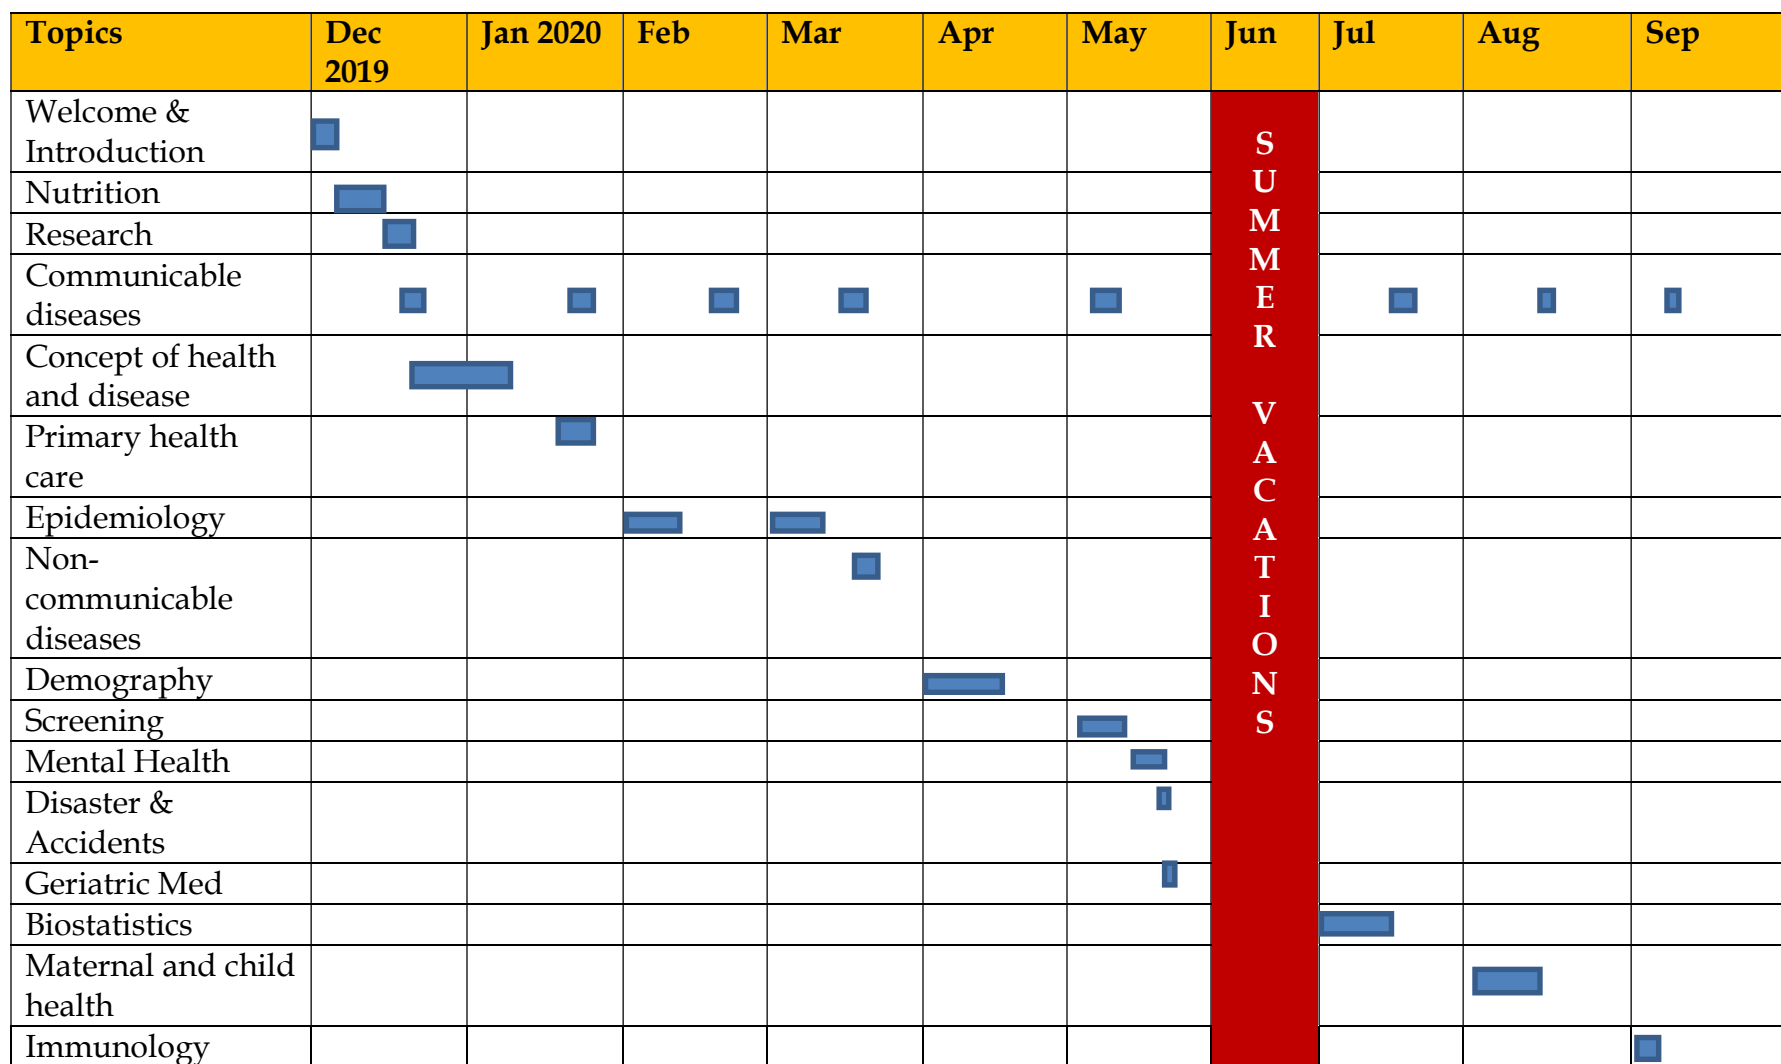 Topics Dec Jan 2020 Feb Mar Apr May Jun Jul Aug Sep
2019
Welcome &
Introduction
Nutrition
Research
Communicable
diseases
Concept of health
and disease
Primary health
care
Epidemiology
Non-
communicable
diseases
Demography
Screening
Mental Health
Disaster &
Accidents
Geriatric Med
Biostatistics
Maternal and child
health
Immunology
SUMMER VACATIONS